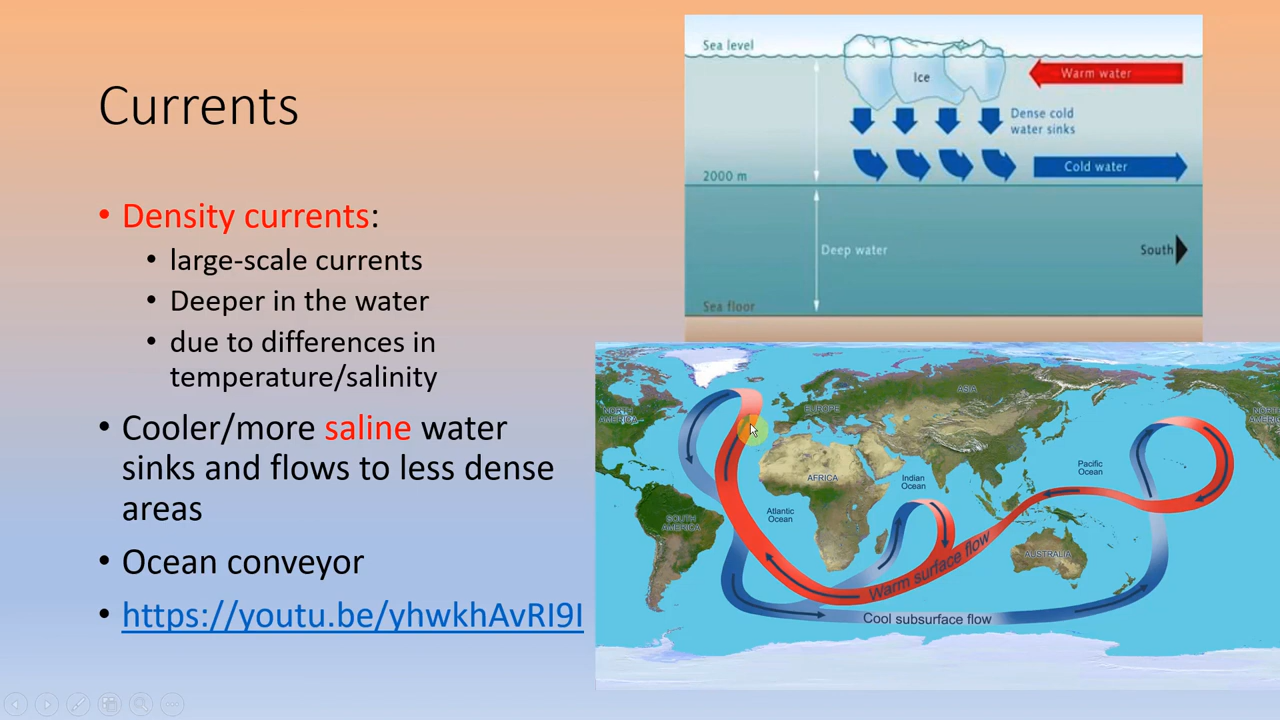 Currents
• Density currents:
• large-scale currents
• Deeper in the water
• due to differences in
temperature/salinity
• Cooler/more saline water
sinks and flows to less dense
areas
• Ocean conveyor
• https://youtu.be/yhwkhAvRI9I
Sea level
Ice
Warm water
Dense cold
water sinks
Cold water
2000 m
Deep water
South
Sea floor
NORTH
AMERICA
EUROPE
ASIA
NORTH
AMERIC
AFRICA
Indian
Ocean
Pacific
Ocean
Atlantic
Ocean
SOUTH
AMERICA
AUSTRALIA
Warm surface flow
Cool subsurface flow